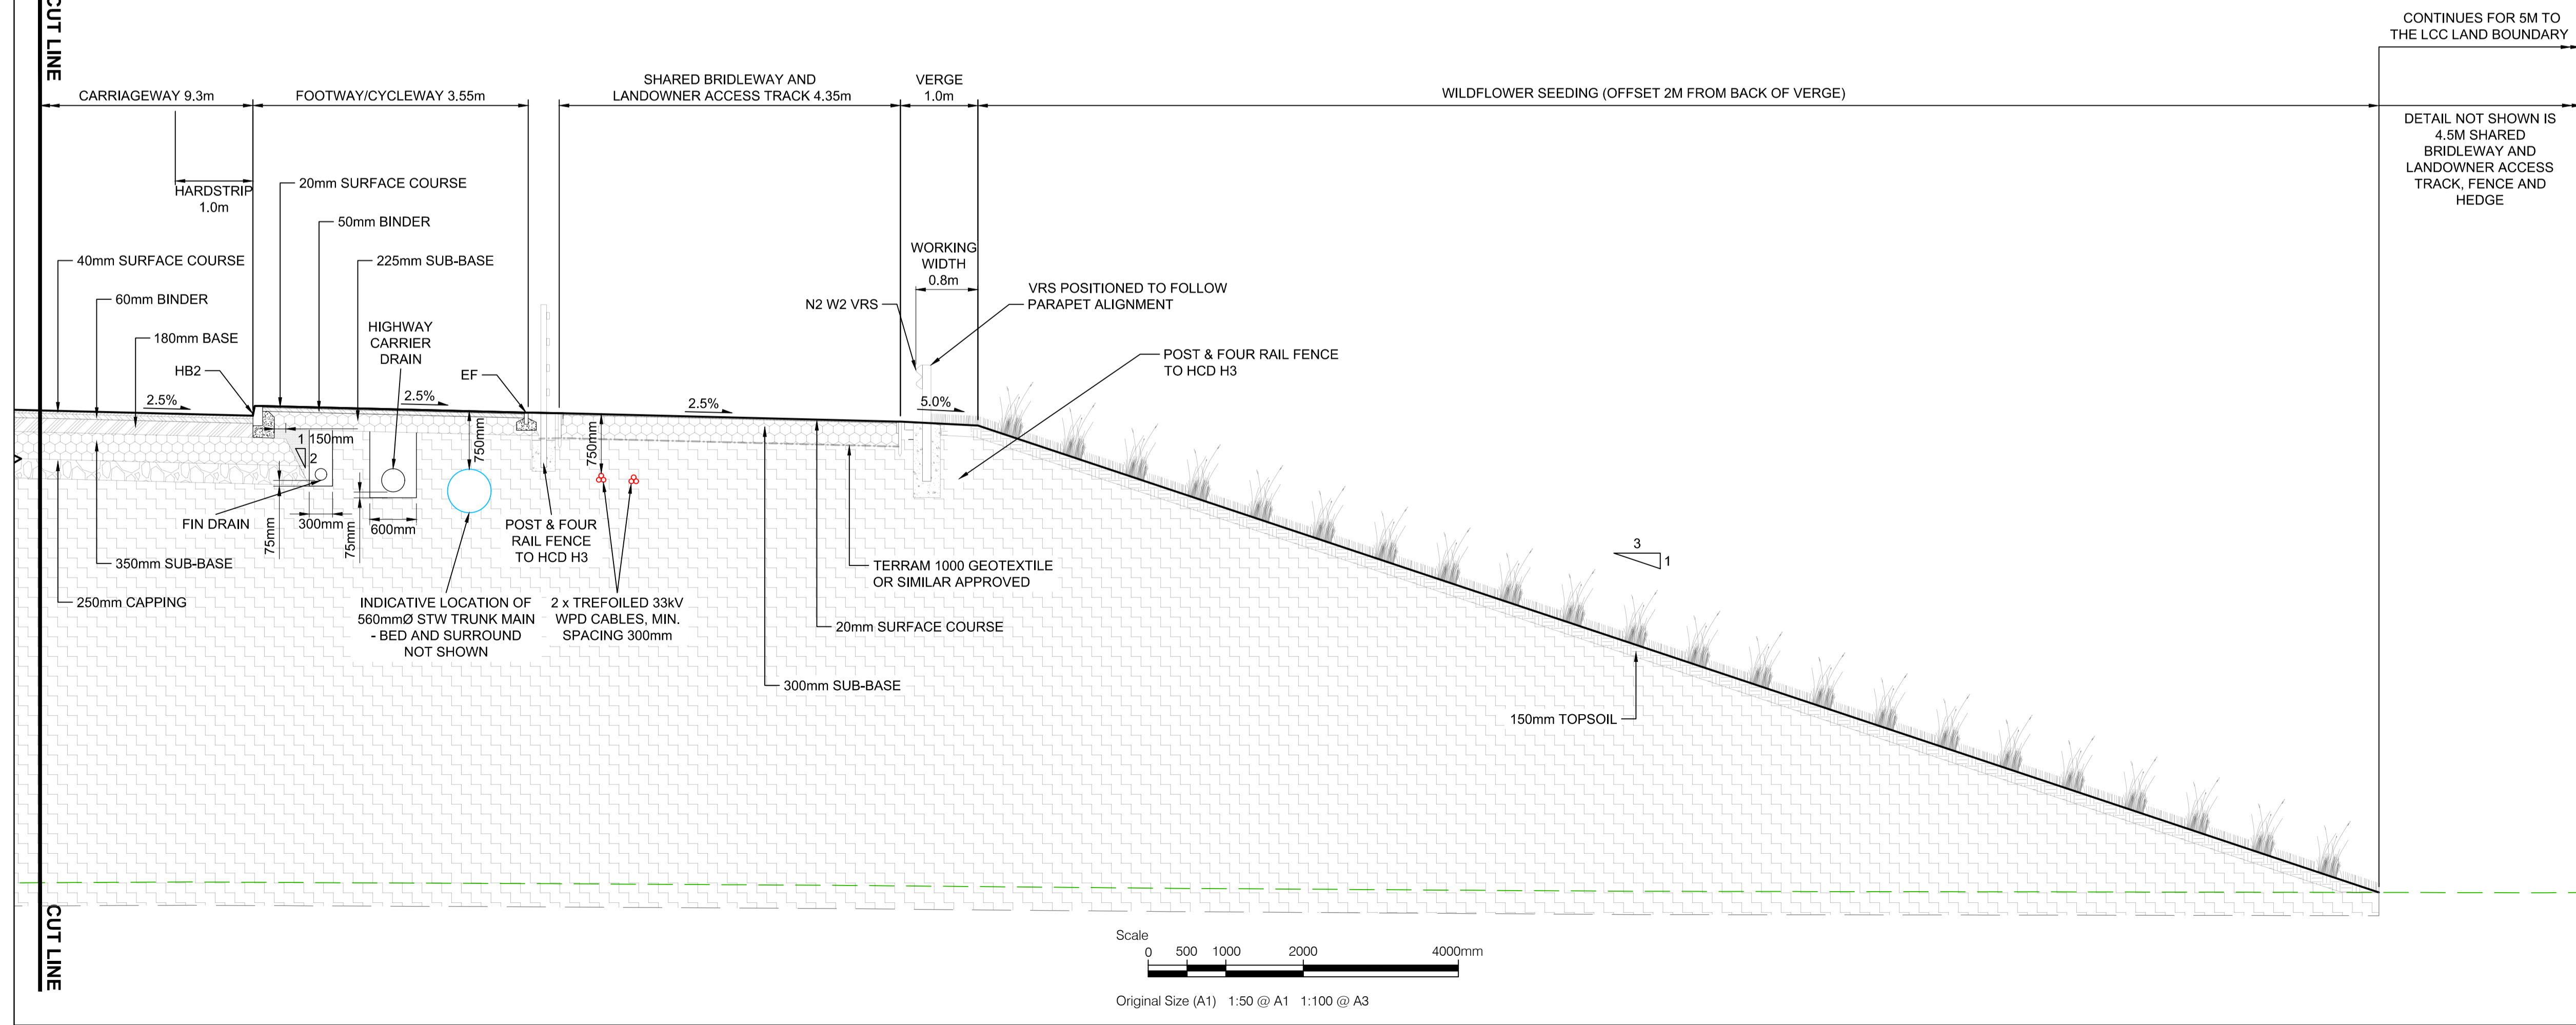 CUT LINE
CONTINUES FOR 5M TO
THE LCC LAND BOUNDARY
CARRIAGEWAY 9.3m
FOOTWAY/CYCLEWAY 3.55m
SHARED BRIDLEWAY AND
LANDOWNER ACCESS TRACK 4.35m
VERGE
1.0m
WILDFLOWER SEEDING (OFFSET 2M FROM BACK OF VERGE)
DETAIL NOT SHOWN IS
4.5M SHARED
BRIDLEWAY AND
LANDOWNER ACCESS
TRACK, FENCE AND
HEDGE
HARDSTRIP
1.0m
20mm SURFACE COURSE
50mm BINDER
225mm SUB-BASE
40mm SURFACE COURSE
60mm BINDER
180mm BASE
HB2
HIGHWAY
CARRIER
DRAIN
EF
WORKING
WIDTH
0.8m
N2 W2 VRS
VRS POSITIONED TO FOLLOW
PARAPET ALIGNMENT
POST & FOUR RAIL FENCE
TO HCD H3
2.5%
2.5%
2.5%
5.0%
1
150mm
2
750mm
750mm
FIN DRAIN
75mm
300mm
75mm
600mm
POST & FOUR
RAIL FENCE
TO HCD H3
350mm SUB-BASE
250mm CAPPING
INDICATIVE LOCATION OF
560mmØ STW TRUNK MAIN
- BED AND SURROUND
NOT SHOWN
2 x TREFOILED 33kV
WPD CABLES, MIN.
SPACING 300mm
TERRAM 1000 GEOTEXTILE
OR SIMILAR APPROVED
20mm SURFACE COURSE
300mm SUB-BASE
3
1
150mm TOPSOIL
CUT LINE
Scale
0 500 1000 2000 4000mm
Original Size (A1) 1:50 @ A1 1:100 @ A3